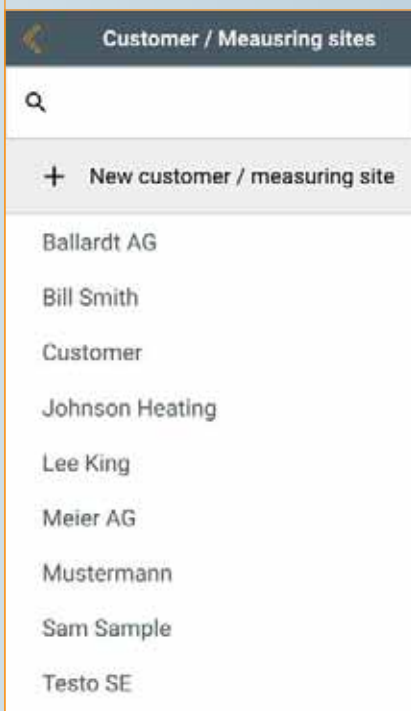 Customer / Meausring sites
+ New customer / measuring site
Ballardt AG
Bill Smith
Customer
Johnson Heating
Lee King
Meier AG
Mustermann
Sam Sample
Testo SE